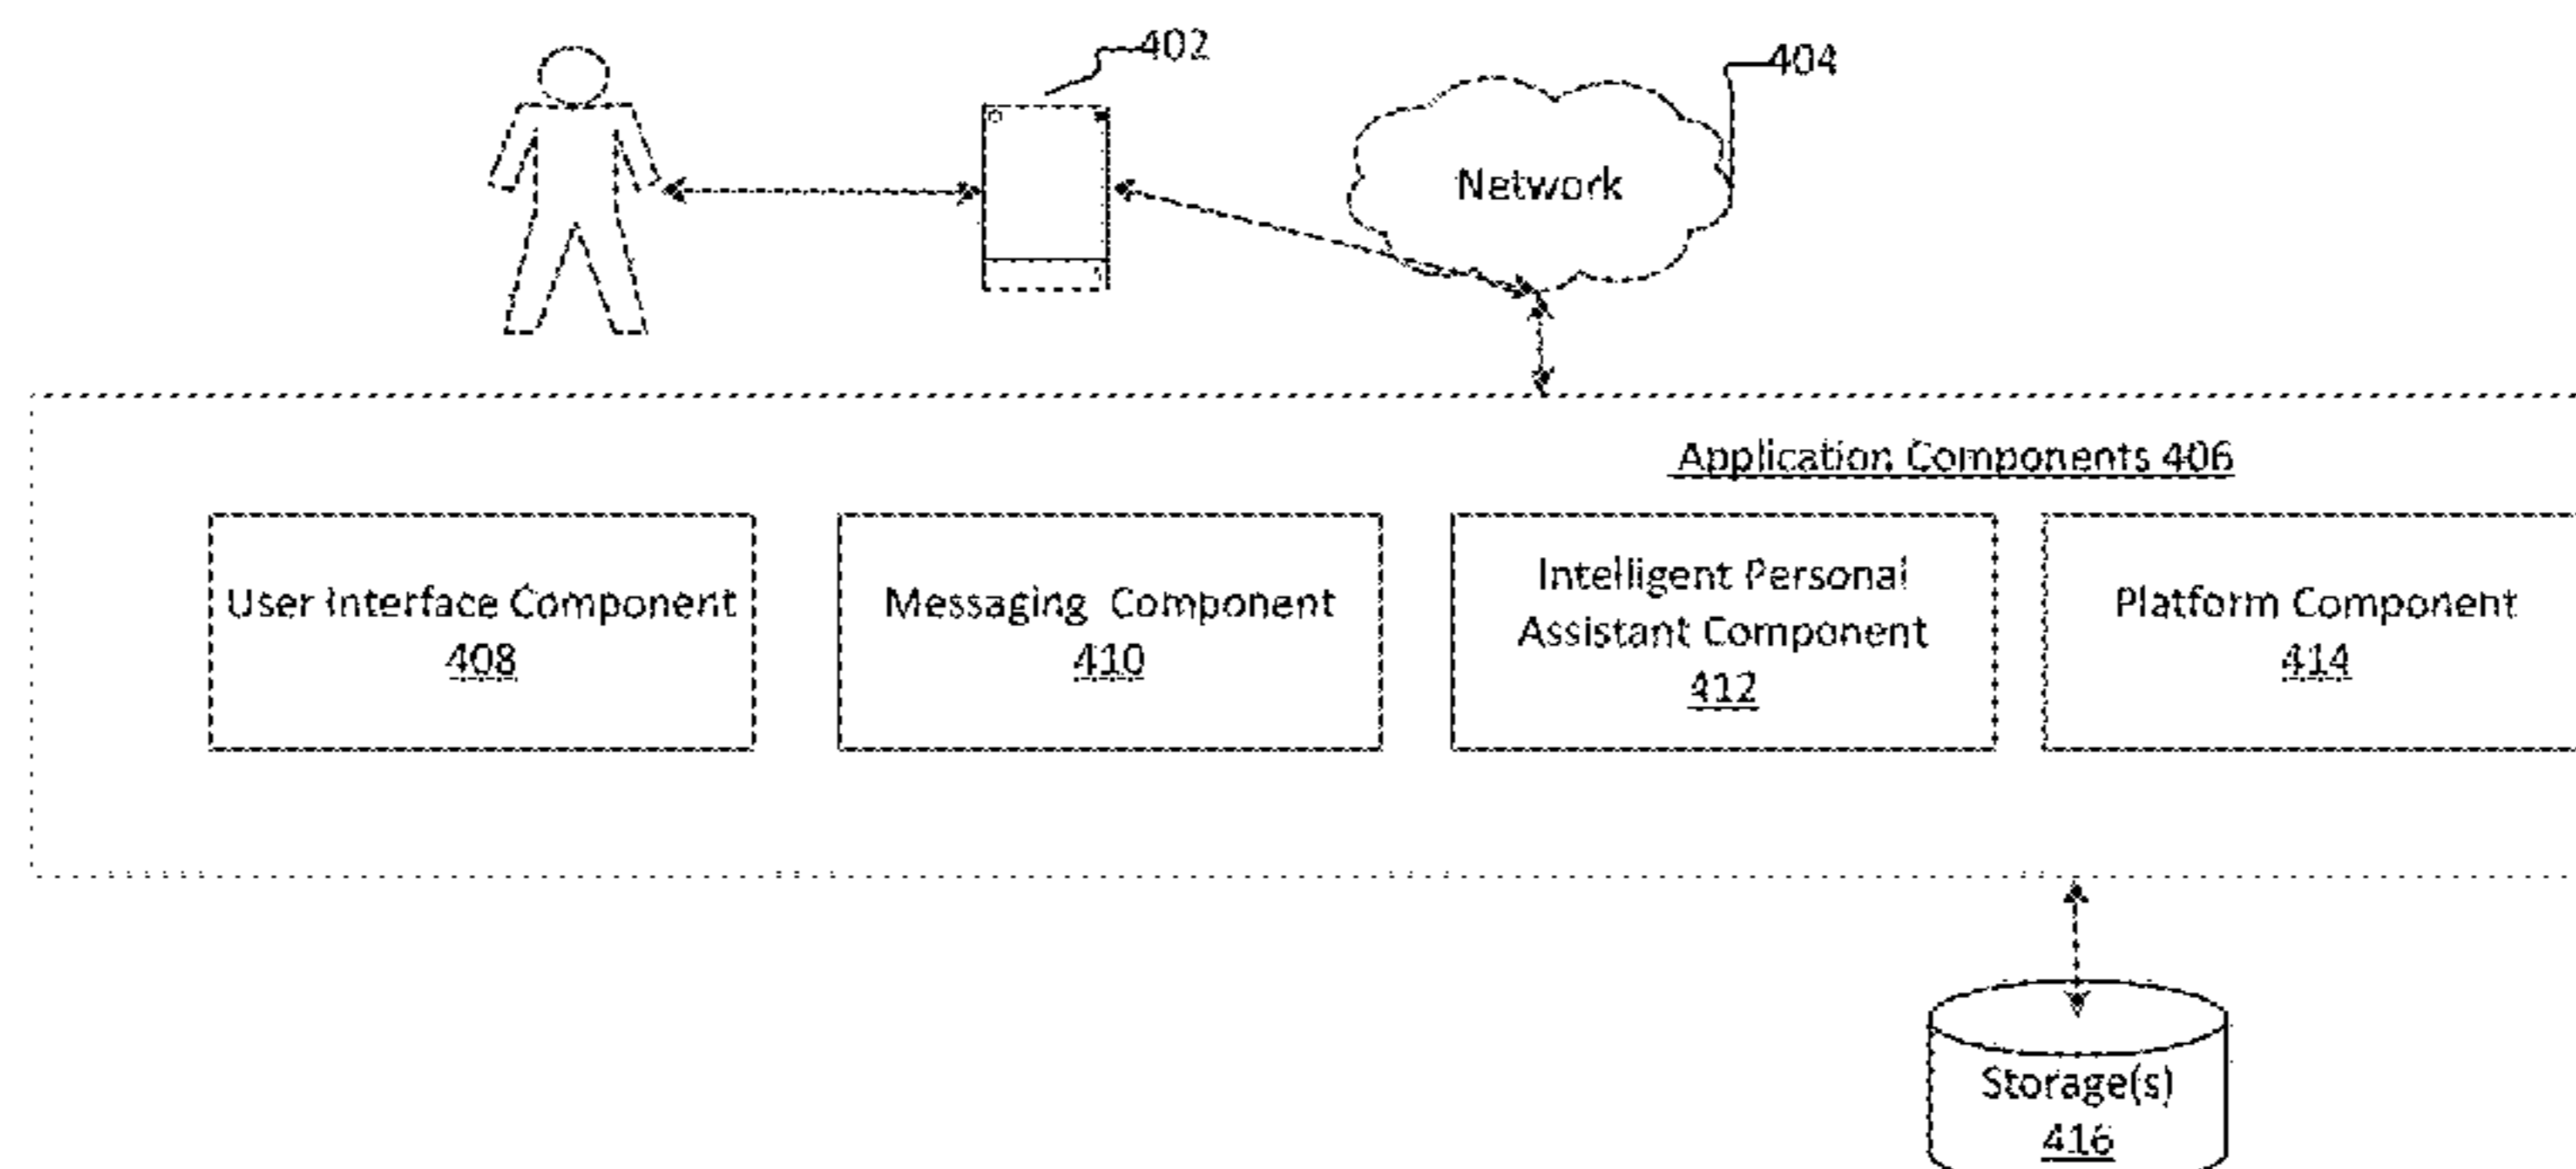 402
404
Network
Application Components 406
User Interface Component
408
Messaging Component
410
Intelligent Personal
Assistant Component
412
Platform Component
414
Storage(s)
416